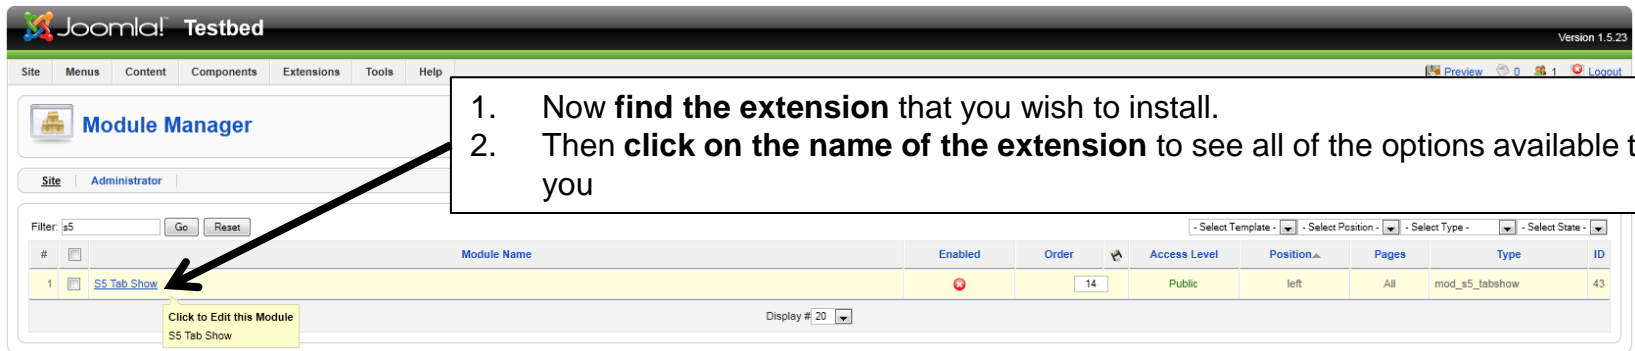 Joomla! Testbed
Version 1.5.23
Site Menus Content Components Extensions Tools Help
Preview 0 1 Logout
1. Now find the extension that you wish to install.
2. Then click on the name of the extension to see all of the options available t
you
Module Manager
Site Administrator
Filter: s5 Go Reset
- Select Template - - Select Position - - Select Type - - Select State -
# Module Name Enabled Order Access Level Position Pages Type ID
1 S5 Tab Show 14 Public left All mod_s5_tabshow 43
Click to Edit this Module
S5 Tab Show
Display # 20